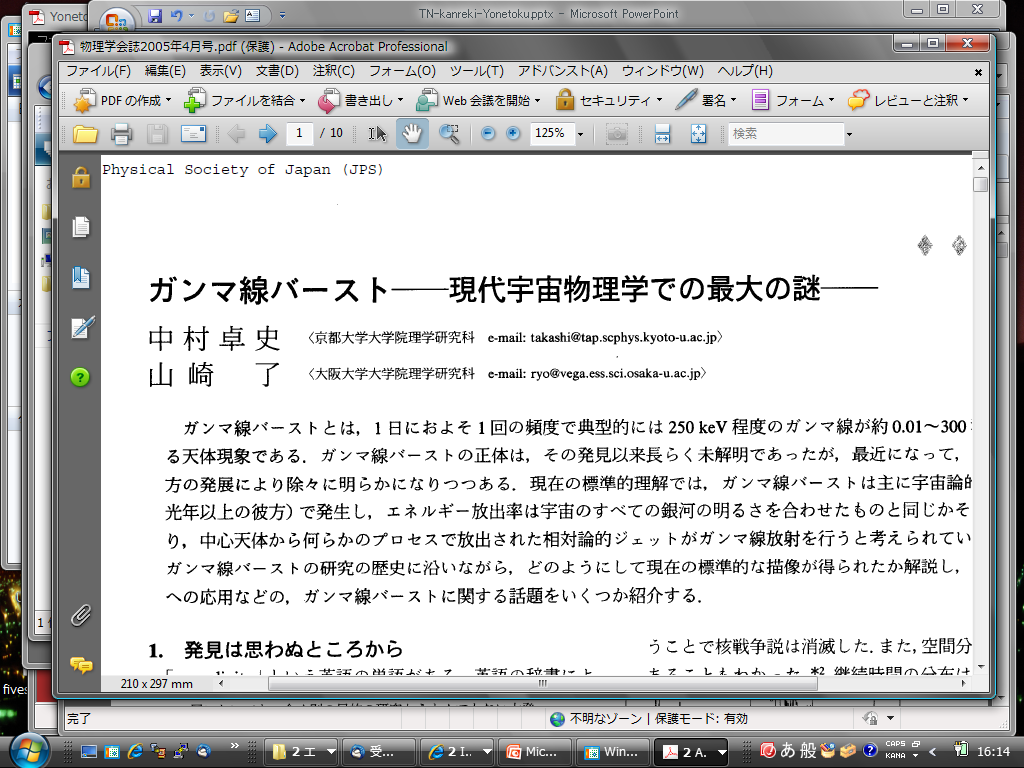 Yoneto
TN-kanreki-Yonetoku.pptx - Microsoft PowerPoint
物理学会誌2005年4月号.pdf (保護) - Adobe Acrobat Professional
ファイル(F) 編集(E) 表示(V) 文書(D) 注釈(C) フォーム(O) ツール(T) アドバンスト(A) ウィンドウ(W) ヘルプ(H)
PDF の作成 ファイルを結合 書き出し Web 会議を開始 セキュリティ 署名 フォーム レビューと注釈
1 / 10 125% 検索
Physical Society of Japan (JPS)
ガンマ線バースト——現代宇宙物理学での最大の謎——
中村卓史 〈京都大学大学院理学研究科 e-mail: takashi@tap.scphys.kyoto-u.ac.jp〉
山崎 了 〈大阪大学大学院理学研究科 e-mail: ryo@vega.ess.sci.osaka-u.ac.jp〉
ガンマ線バーストとは，1 日におよそ 1 回の頻度で典型的には 250 keV 程度のガンマ線が約 0.01～300
る天体現象である．ガンマ線バーストの正体は，その発見以来長らく未解明であったが，最近になって，
方の発展により除々に明らかになりつつある．現在の標準的理解では，ガンマ線バーストは主に宇宙論的
光年以上の彼方）で発生し，エネルギー放出率は宇宙のすべての銀河の明るさを合わせたものと同じかそ
り，中心天体から何らかのプロセスで放出された相対論的ジェットがガンマ線放射を行うと考えられてい
ガンマ線バーストの研究の歴史に沿いながら，どのようにして現在の標準的な描像が得られたか解説し，
への応用などの，ガンマ線バーストに関する話題をいくつか紹介する．
1. 発見は思わぬところから
うことで核戦争説は消滅した．また，空間分
210 x 297 mm
完了 不明なゾーン | 保護モード: 有効
fives
2 エ 受... 2 I... Mic... Win... 2 A. あ 般 CAPS KANA 16:14